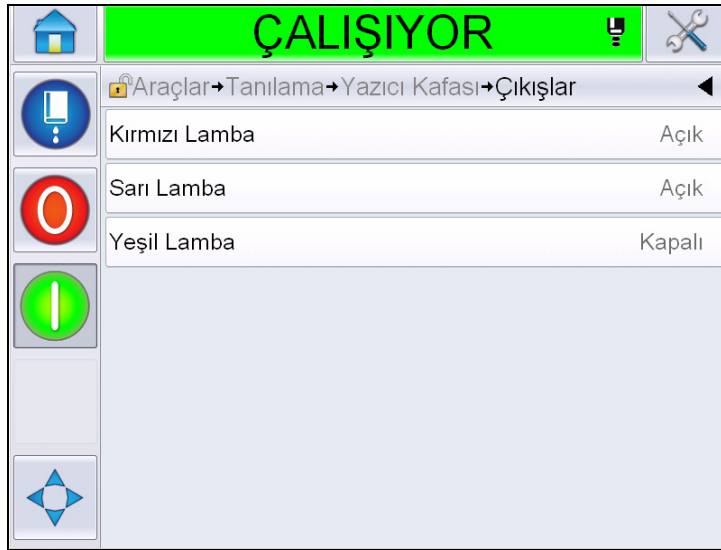 ÇALIŞIYOR
Araçlar→Tanılama→Yazıcı Kafası→Çıkışlar
Kırmızı Lamba Açık
Sarı Lamba Açık
Yeşil Lamba Kapalı